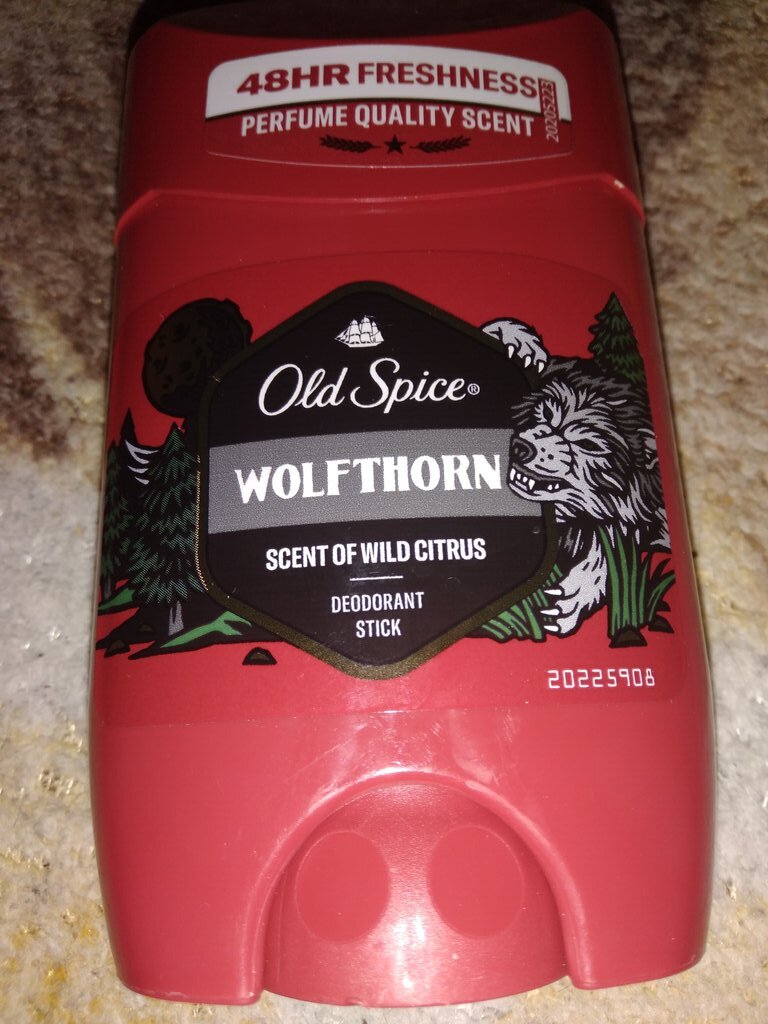 48HR FRESHNESS
PERFUME QUALITY SCENT
Old Spice®
WOLFTHORN
SCENT OF WILD CITRUS
DEODORANT
STICK
20225908